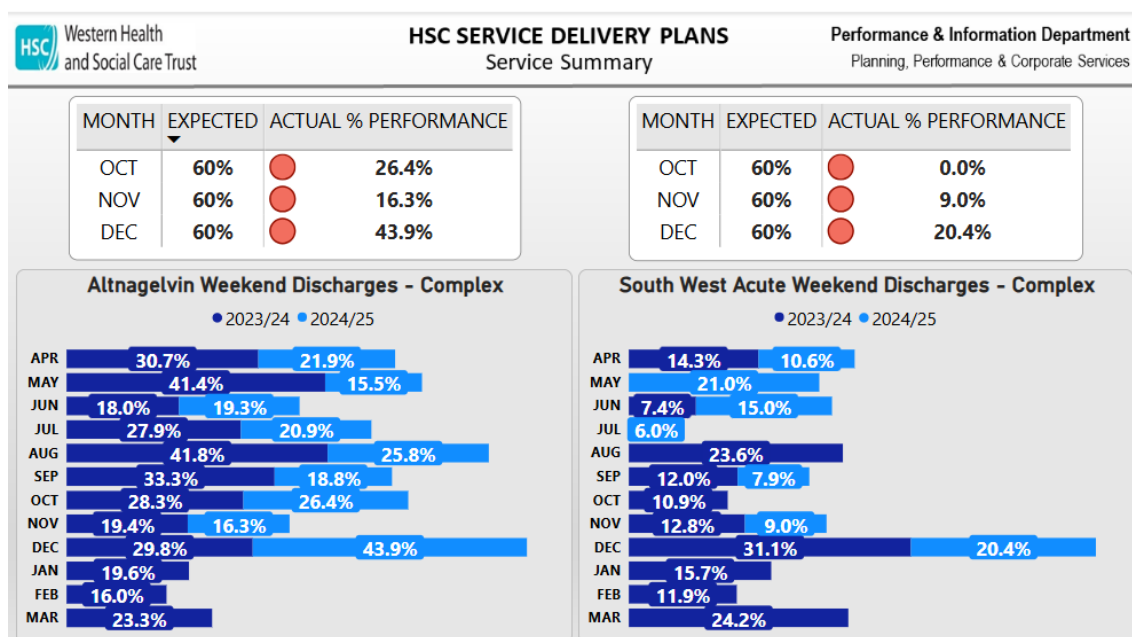 HSC
Western Health
and Social Care Trust
HSC SERVICE DELIVERY PLANS
Service Summary
Performance & Information Department
Planning, Performance & Corporate Services
MONTH EXPECTED ACTUAL % PERFORMANCE
OCT 60% 26.4%
NOV 60% 16.3%
DEC 60% 43.9%
MONTH EXPECTED ACTUAL % PERFORMANCE
OCT 60% 0.0%
NOV 60% 9.0%
DEC 60% 20.4%
Altnagelvin Weekend Discharges - Complex
2023/24 2024/25
APR 30.7% 21.9%
MAY 41.4% 15.5%
JUN 18.0% 19.3%
JUL 27.9% 20.9%
AUG 41.8% 25.8%
SEP 33.3% 18.8%
OCT 28.3% 26.4%
NOV 19.4% 16.3%
DEC 29.8% 43.9%
JAN 19.6%
FEB 16.0%
MAR 23.3%
South West Acute Weekend Discharges - Complex
2023/24 2024/25
APR 14.3% 10.6%
MAY 21.0%
JUN 7.4% 15.0%
JUL 6.0%
AUG 23.6%
SEP 12.0% 7.9%
OCT 10.9%
NOV 12.8% 9.0%
DEC 31.1% 20.4%
JAN 15.7%
FEB 11.9%
MAR 24.2%